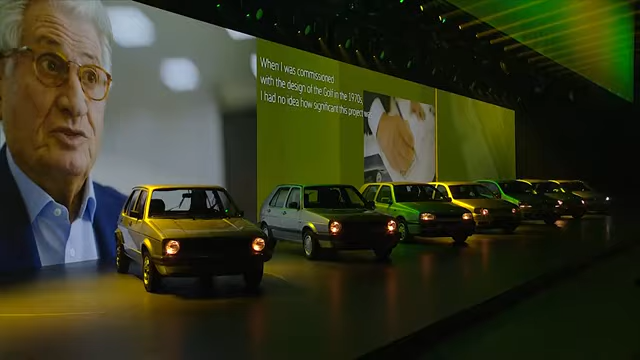 When I was commissioned
with the design of the Golf in the 1970s,
I had no idea how significant this project was